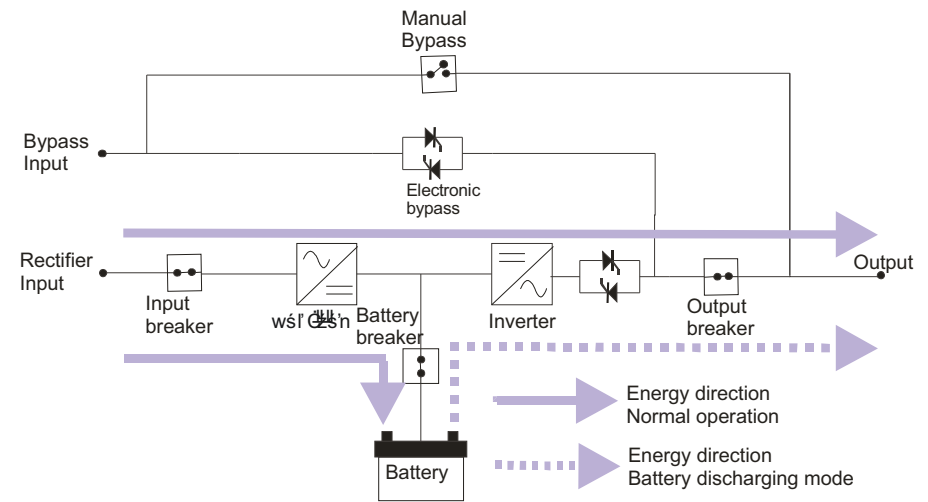 Manual
Bypass
Bypass
Input
Electronic
bypass
Rectifier
Input
Output
Input
breaker
Battery
breaker
Inverter
Output
breaker
Energy direction
Normal operation
Battery
Energy direction
Battery discharging mode